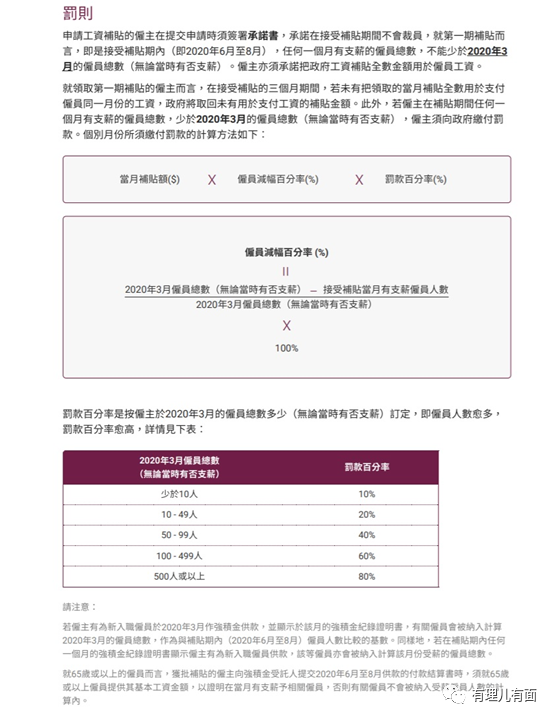 罰則
申請工資補貼的僱主在提交申請時須簽署承諾書，承諾在接受補貼期間不會裁員，就第一期補貼而
言，即是接受補貼期內（即2020年6月至8月），任何一個月有支薪的僱員總數，不能少於2020年3
月的僱員總數（無論當時有否支薪）。僱主亦須承諾把政府工資補貼全數金額用於僱員工資。
就領取第一期補貼的僱主而言，在接受補貼的三個月期間，若未有把領取的當月補貼全數用於支付
僱員同一月份的工資，政府將取回未有用於支付工資的補貼金額。此外，若僱主在補貼期間任何一
個月有支薪的僱員總數，少於2020年3月的僱員總數（無論當時有否支薪），僱主須向政府繳付罰
款。個別月份所須繳付罰款的計算方法如下：
當月補貼額($) X 僱員減幅百分率(%) X 罰款百分率(%)
僱員減幅百分率 (%)
=
2020年3月僱員總數（無論當時有否支薪） — 接受補貼當月有支薪僱員人數
2020年3月僱員總數（無論當時有否支薪）
X
100%
罰款百分率是按僱主於2020年3月的僱員總數多少（無論當時有否支薪）訂定，即僱員人數愈多，
罰款百分率愈高，詳情見下表：
2020年3月僱員總數
（無論當時有否支薪） 罰款百分率
少於10人 10%
10 - 49人 20%
50 - 99人 40%
100 - 499人 60%
500人或以上 80%
請注意：
若僱主有為新入職僱員於2020年3月作強積金供款，並顯示於該月的強積金紀錄證明書，有關僱員會被納入計算
2020年3月的僱員總數，作為與補貼期內（2020年6月至8月）僱員人數比較的基數。同樣地，若在補貼期內任何
一個月的強積金紀錄證明書顯示僱主有為新入職僱員供款，該等僱員亦會被納入計算該月份受薪的僱員總數。
就65歲或以上的僱員而言，獲批補貼的僱主向強積金受託人提交2020年6月至8月供款的付款結算書時，須就65歲
或以上僱員提供其基本工資金額，以證明在當月有支薪予相關僱員，否則有關僱員不會被納入受薪僱員人數的計
算內。
有理儿有面